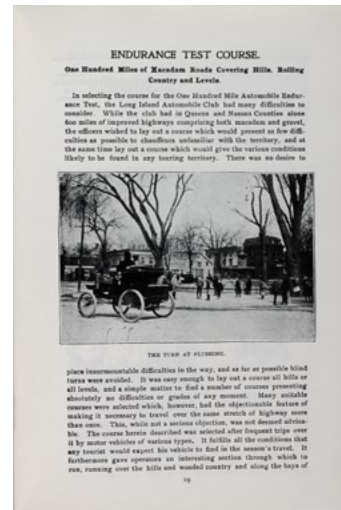 ENDURANCE TEST COURSE.
One Hundred Miles of Macadam Roads Covering Hills, Rolling
Country and Levels.
In selecting the course for the One Hundred Mile Automobile Endur-
ance Test, the Long Island Automobile Club had many difficulties to
consider. While the club had in Queens and Nassau Counties alone
600 miles of improved highways comprising both macadam and gravel,
the officers wished to lay out a course which would present as few diffi-
culties as possible to chauffeurs unfamiliar with the territory, and at
the same time lay out a course which would give the various conditions
likely to be found in any touring territory. There was no desire to
THE TURN AT FLUSHING.
place insurmountable difficulties in the way, and as far as possible blind
turns were avoided. It was easy enough to lay out a course all hills or
all levels, and a simple matter to find a number of courses presenting
absolutely no difficulties or grades of any moment. Many suitable
courses were selected which, however, had the objectionable feature of
making it necessary to travel over the same stretch of highway more
than once. This, while not a serious objection, was not deemed advisa-
ble. The course herein described was selected after frequent trips over
it by motor vehicles of various types. It fulfills all the conditions that
any tourist would expect his vehicle to find in the season's travel. It
furthermore gave operators an interesting section through which to
run, running over the hills and wooded country and along the bays of